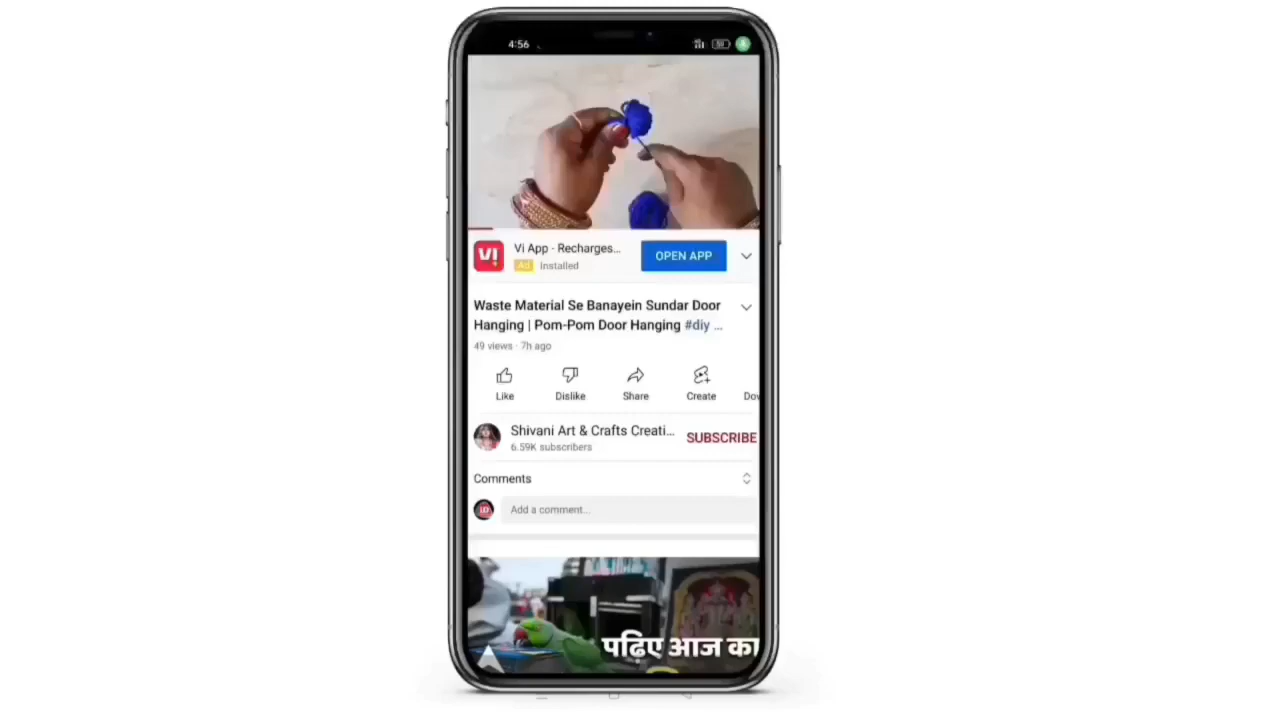 4:56
59
Vi App - Recharges...
OPEN APP
Ad Installed
Waste Material Se Banayein Sundar Door
Hanging | Pom-Pom Door Hanging #diy ...
49 views · 7h ago
Like Dislike Share Create Dow
Shivani Art & Crafts Creati...
SUBSCRIBE
6.59K subscribers
Comments
Add a comment...
पढ़िए आज का